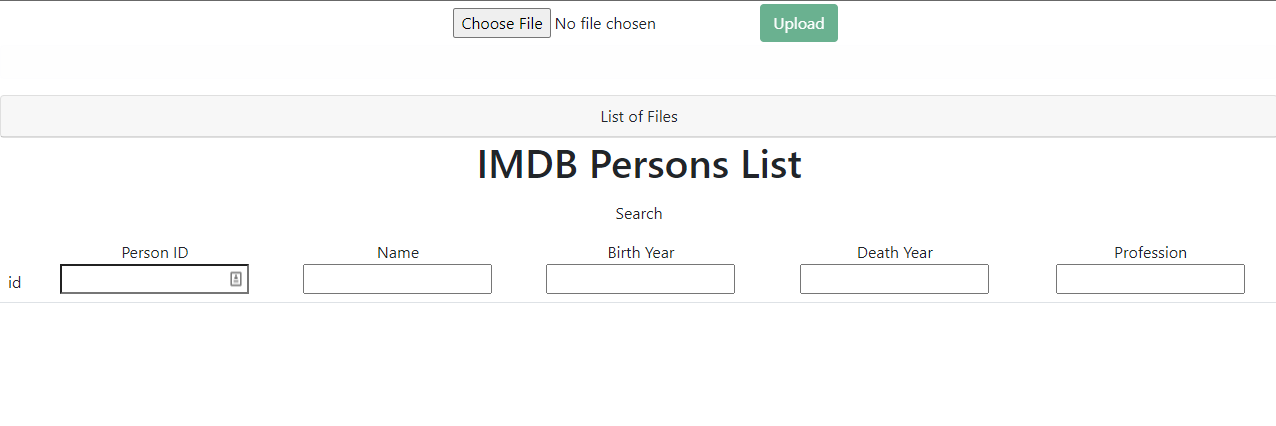 Choose File No file chosen Upload
List of Files
IMDB Persons List
Search
Person ID Name Birth Year Death Year Profession
id